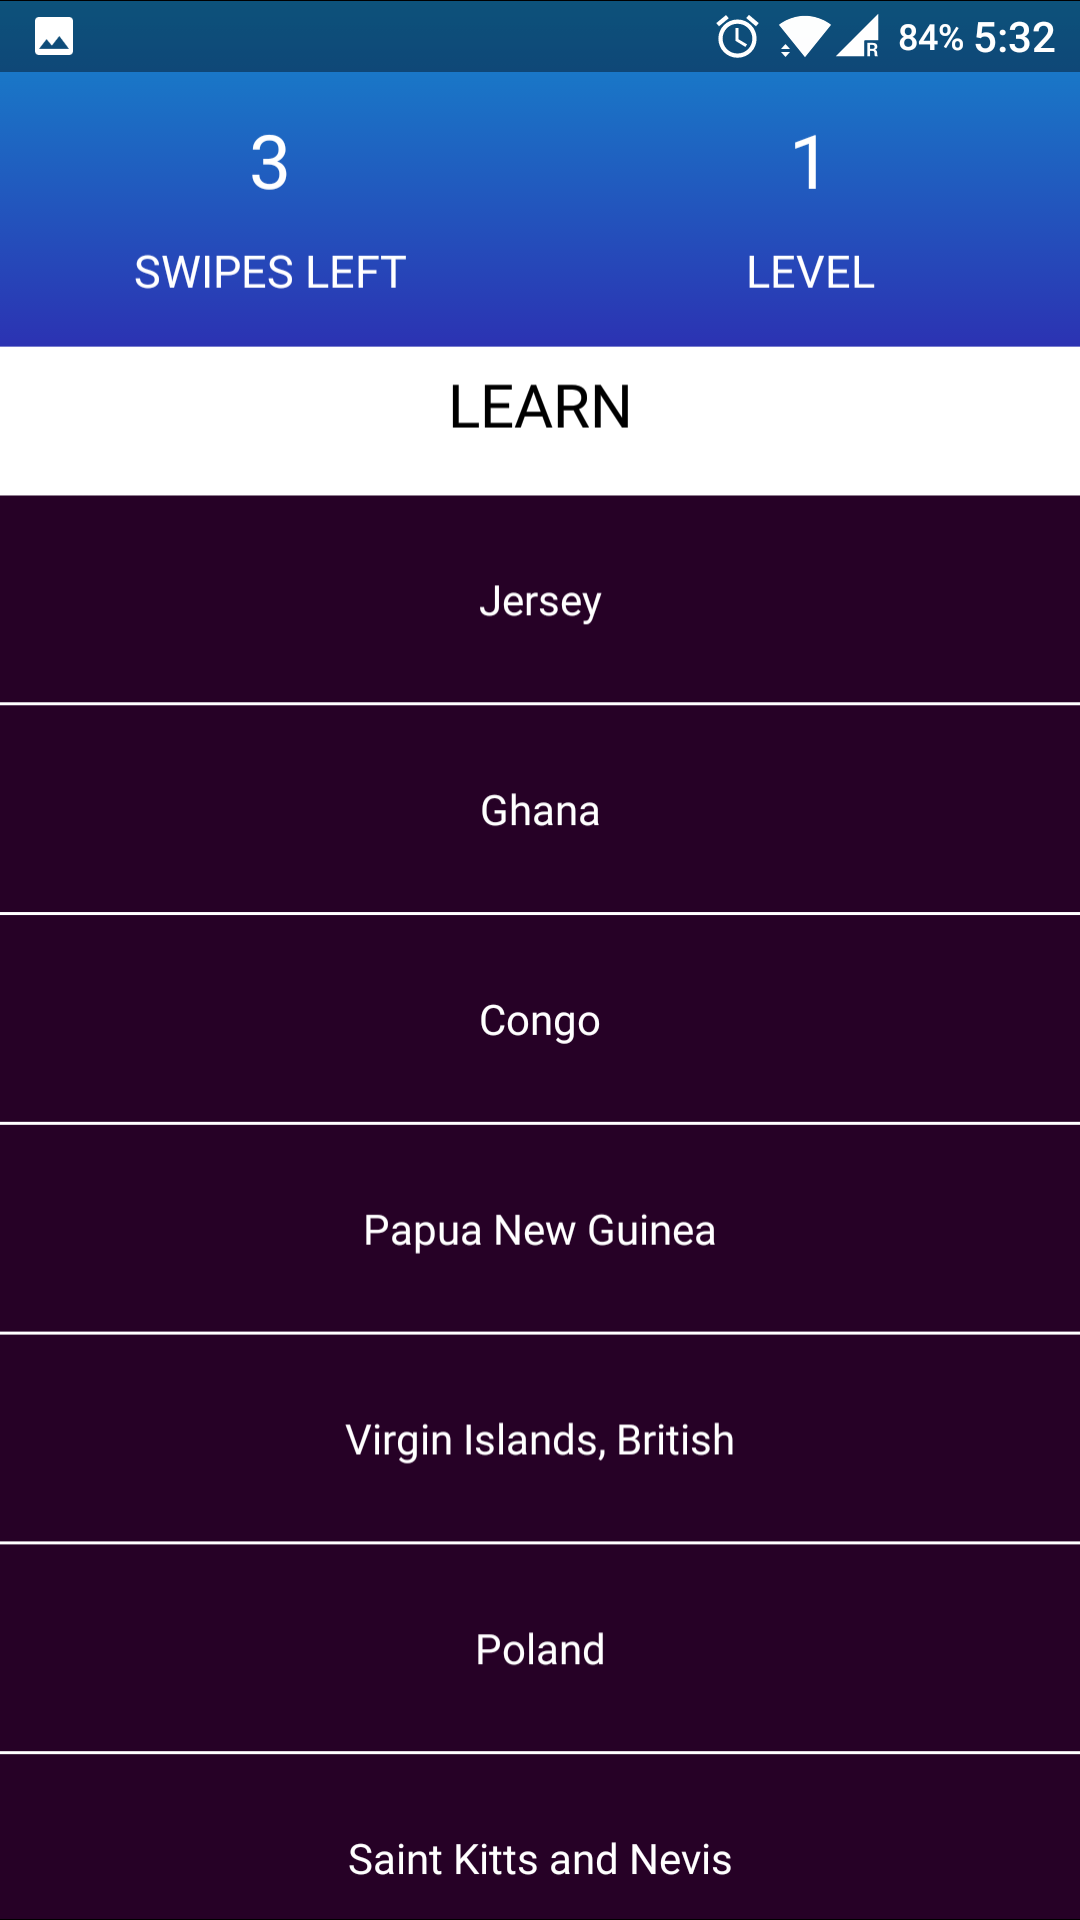 84% 5:32
3 1
SWIPES LEFT LEVEL
LEARN
Jersey
Ghana
Congo
Papua New Guinea
Virgin Islands, British
Poland
Saint Kitts and Nevis